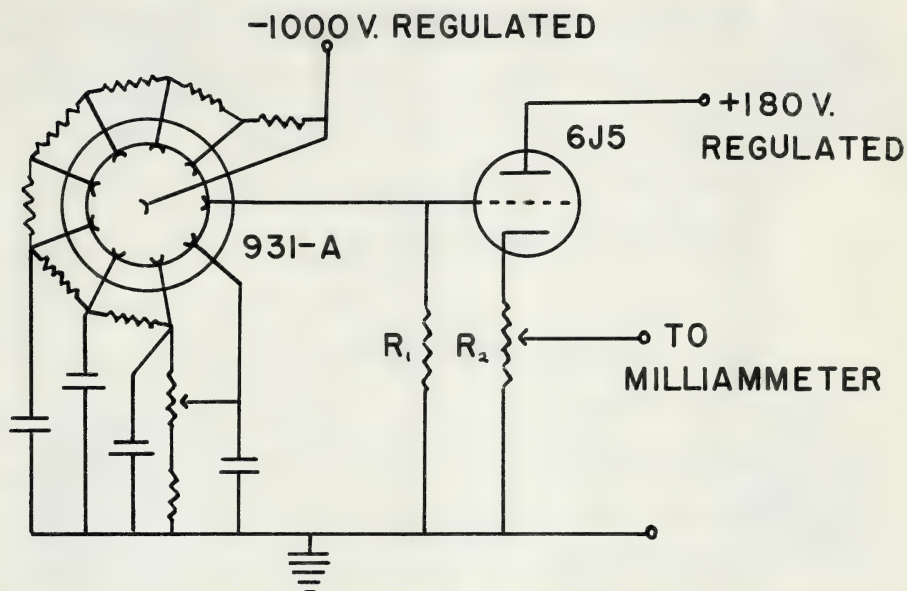 -1000 V. REGULATED
6J5
+180 V.
REGULATED
931-A
R₁
R₂
TO
MILLIAMMETER